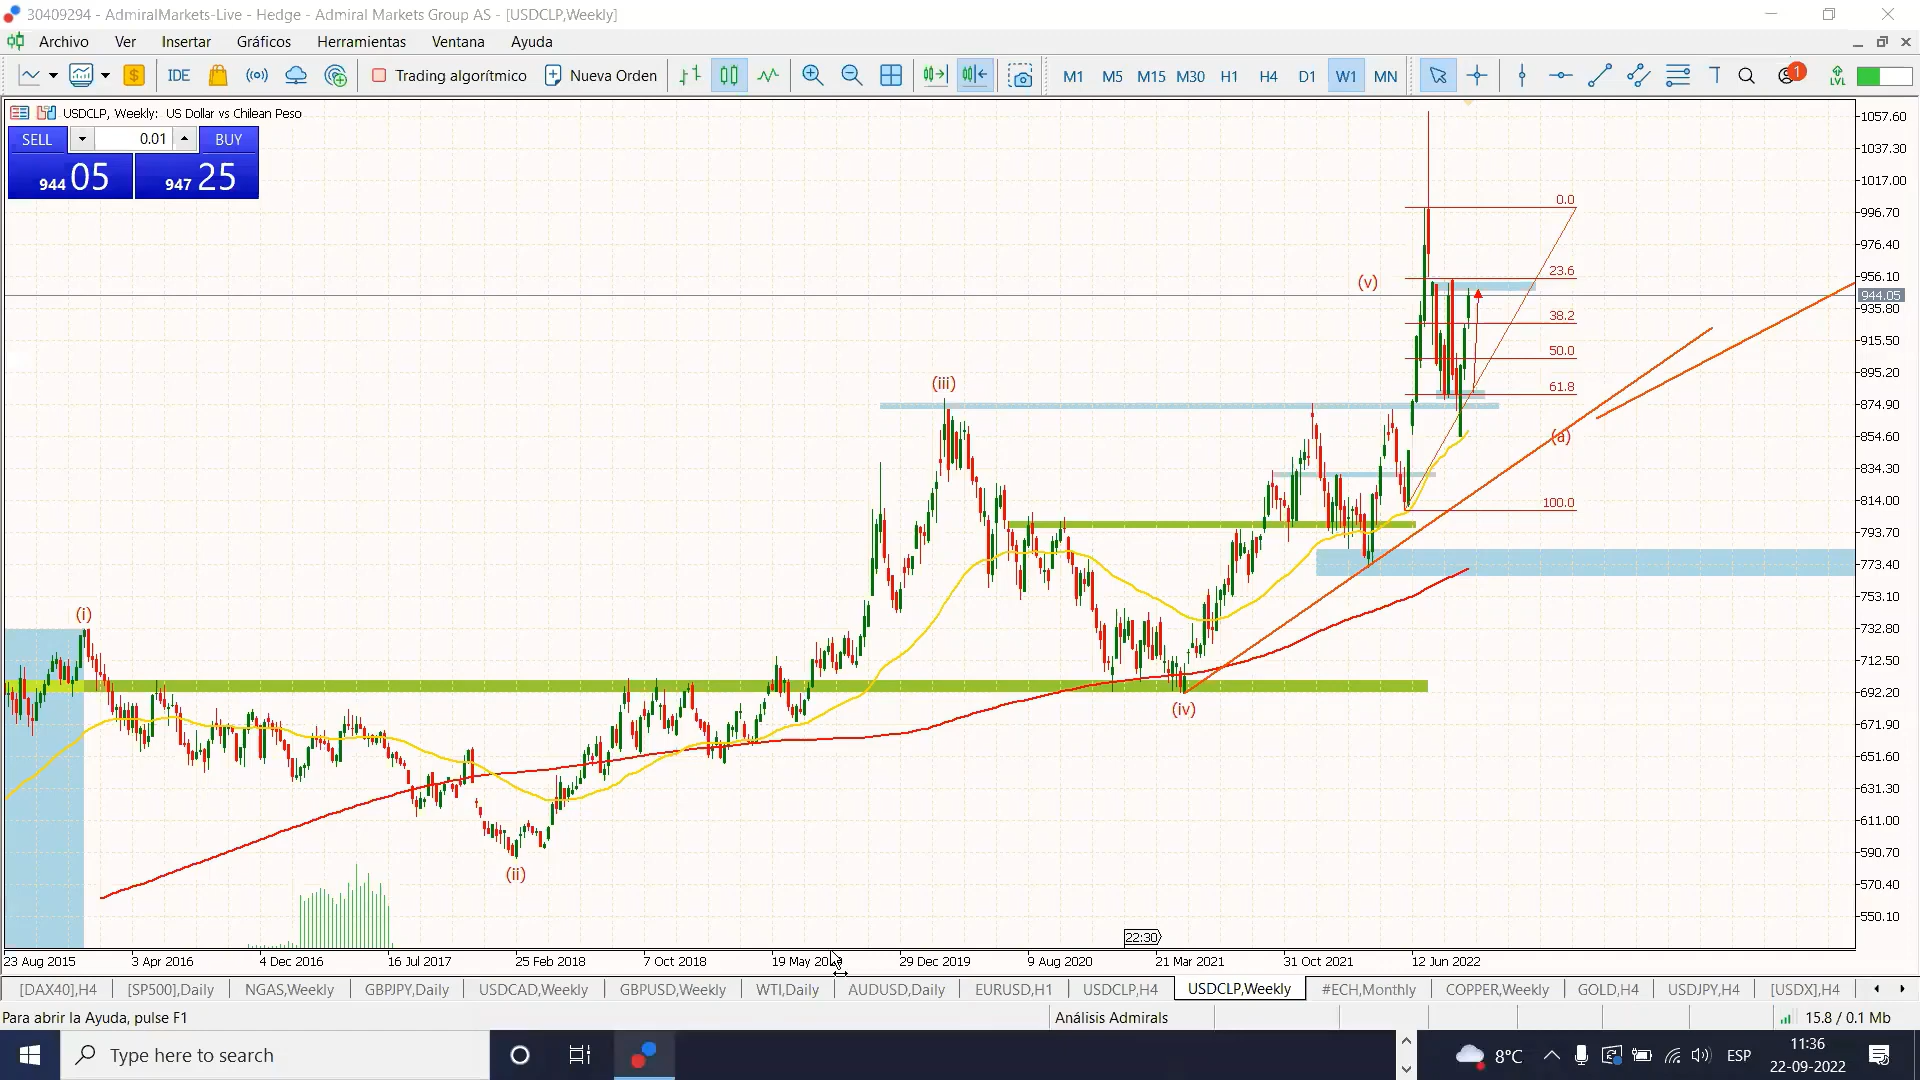 30409294 - AdmiralMarkets-Live - Hedge - Admiral Markets Group AS - [USDCLP,Weekly]
Archivo Ver Insertar Gráficos Herramientas Ventana Ayuda
IDE Trading algorítmico Nueva Orden M1 M5 M15 M30 H1 H4 D1 W1 MN T 1 LVL
USDCLP, Weekly: US Dollar vs Chilean Peso
SELL 0.01 BUY
944 05 947 25
1057.60
1037.30
1017.00
0.0
996.70
976.40
23.6
956.10
(v)
944.05
935.80
38.2
915.50
50.0
895.20
(iii)
61.8
874.90
(a)
854.60
834.30
814.00
100.0
793.70
773.40
753.10
(i)
732.80
712.50
692.20
(iv)
671.90
651.60
631.30
611.00
590.70
(ii)
570.40
550.10
22:30
23 Aug 2015 3 Apr 2016 4 Dec 2016 16 Jul 2017 25 Feb 2018 7 Oct 2018 19 May 2019 29 Dec 2019 9 Aug 2020 21 Mar 2021 31 Oct 2021 12 Jun 2022
[DAX40],H4 [SP500],Daily NGAS,Weekly GBPJPY,Daily USDCAD,Weekly GBPUSD,Weekly WTI,Daily AUDUSD,Daily EURUSD,H1 USDCLP,H4 USDCLP,Weekly #ECH,Monthly COPPER,Weekly GOLD,H4 USDJPY,H4 [USDX],H4
Para abrir la Ayuda, pulse F1 Análisis Admirals 15.8 / 0.1 Mb
Type here to search 8°C ESP 11:36
22-09-2022